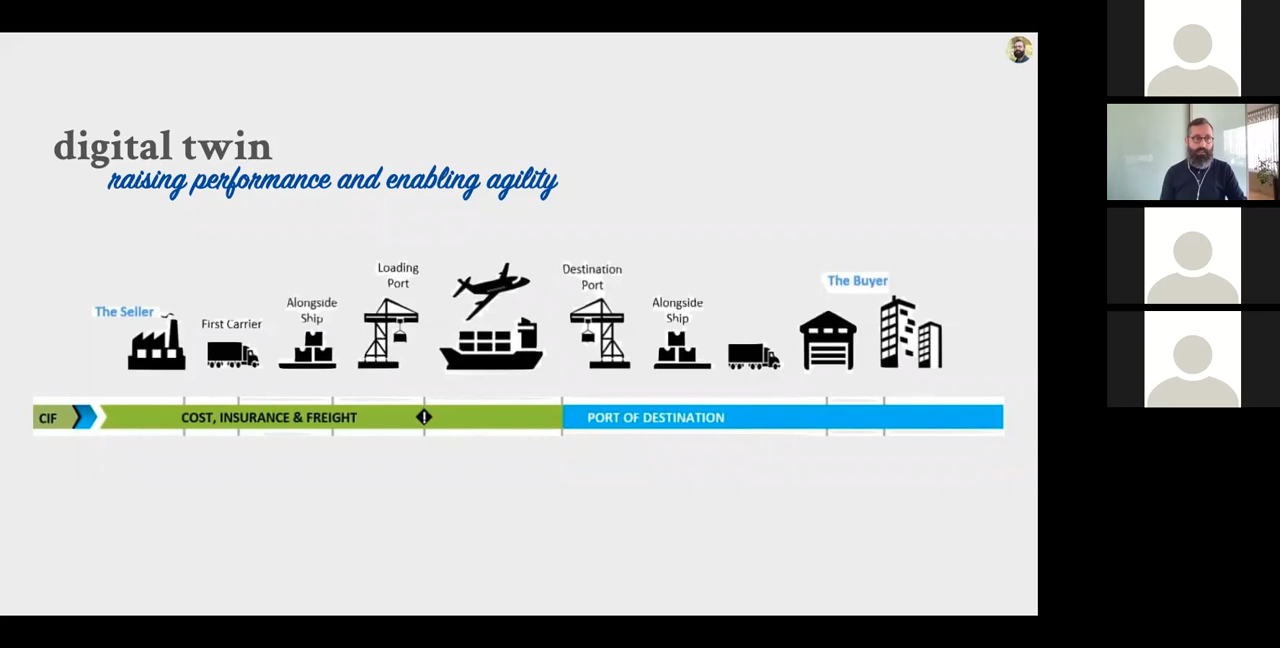 digital twin
raising performance and enabling agility
Loading
Port
Destination
Port
The Buyer
Alongside
Ship
Alongside
Ship
The Seller
First Carrier
CIF
COST, INSURANCE & FREIGHT
!
PORT OF DESTINATION